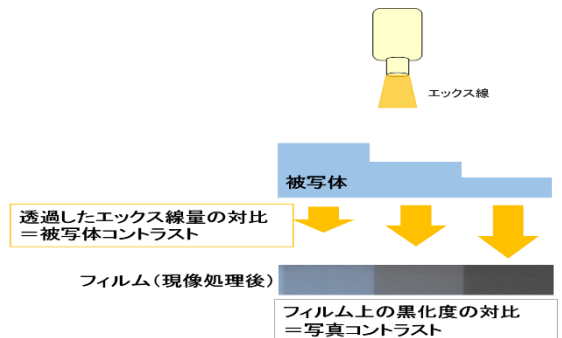 エックス線
被写体
透過したエックス線量の対比
＝被写体コントラスト
フィルム(現像処理後)
フィルム上の黒化度の対比
＝写真コントラスト